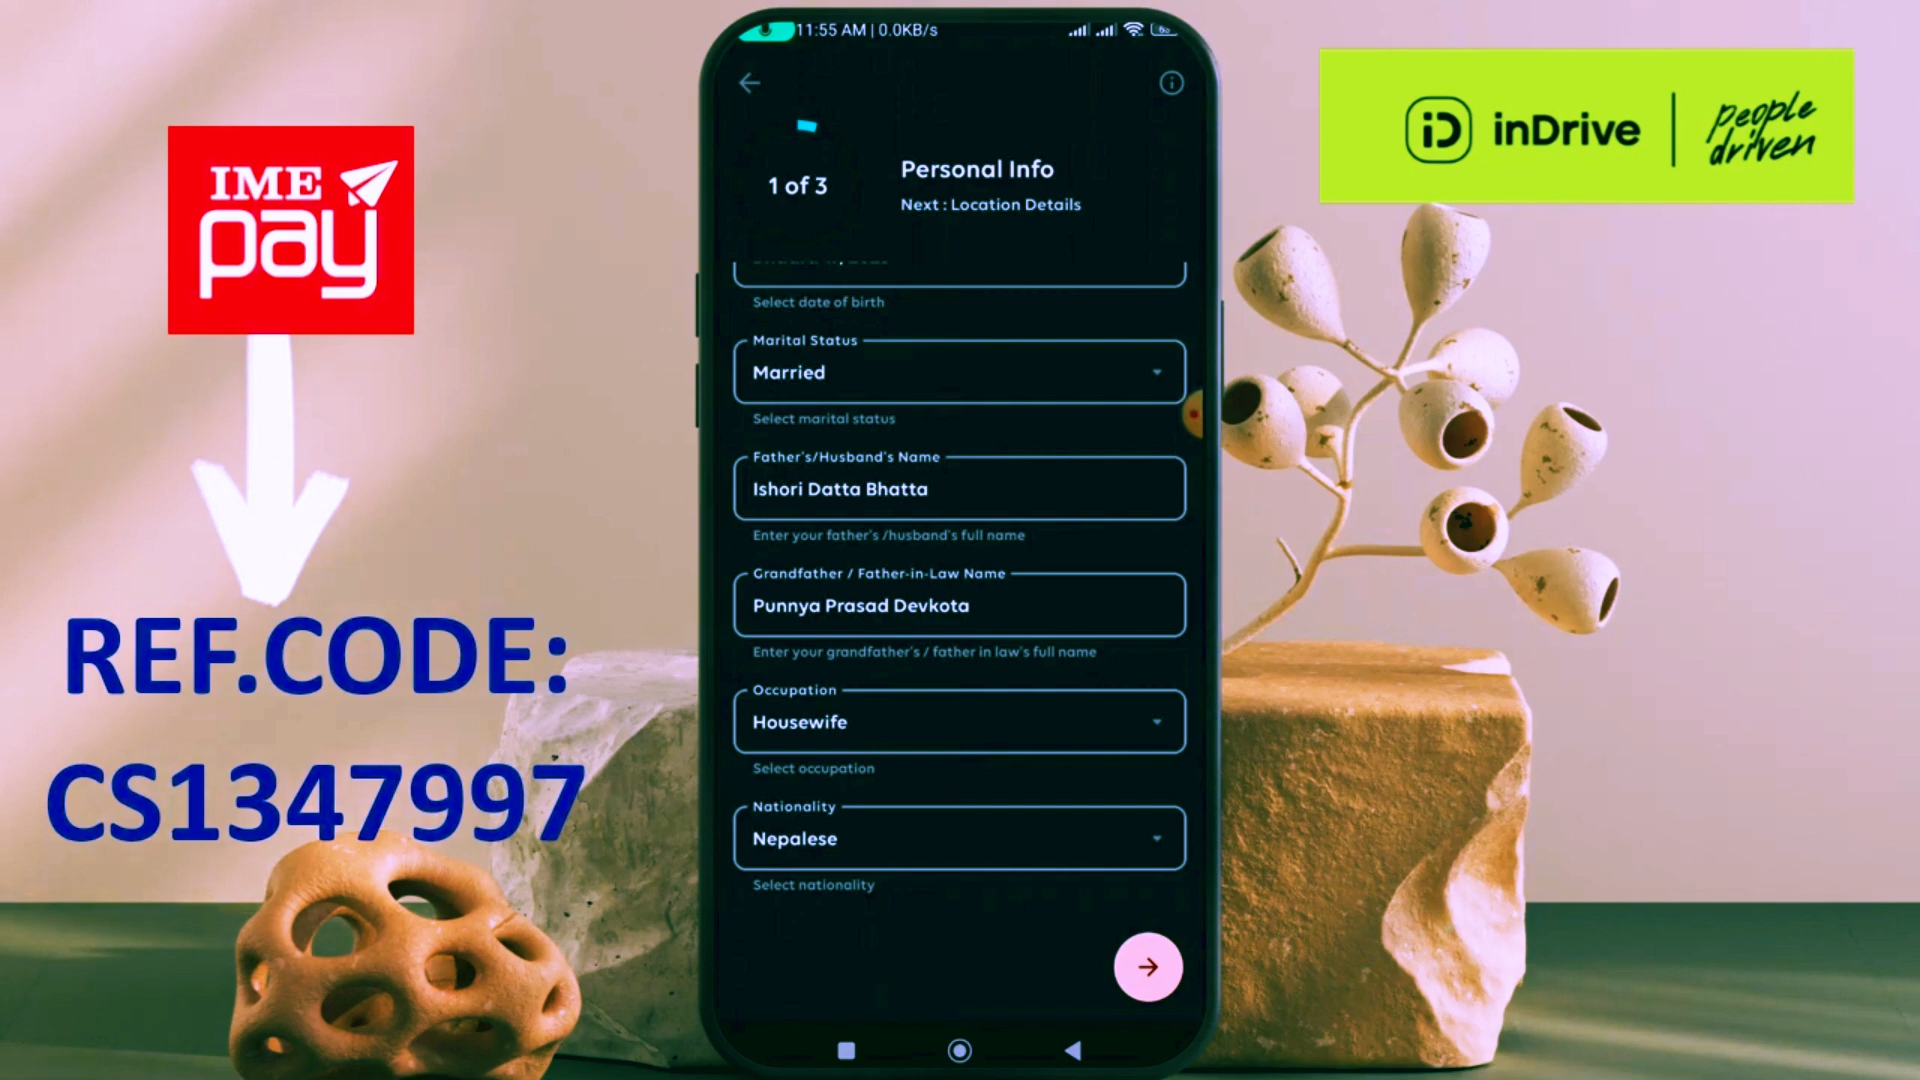 IME
pay
REF.CODE:
CS1347997
11:55 AM | 0.0KB/s
1 of 3
Personal Info
Next : Location Details
Select date of birth
Marital Status
Married
Select marital status
Father's/Husband's Name
Ishori Datta Bhatta
Enter your father's /husband's full name
Grandfather / Father-in-Law Name
Punnya Prasad Devkota
Enter your grandfather's / father in law's full name
Occupation
Housewife
Select occupation
Nationality
Nepalese
Select nationality
iD inDrive
people
driven